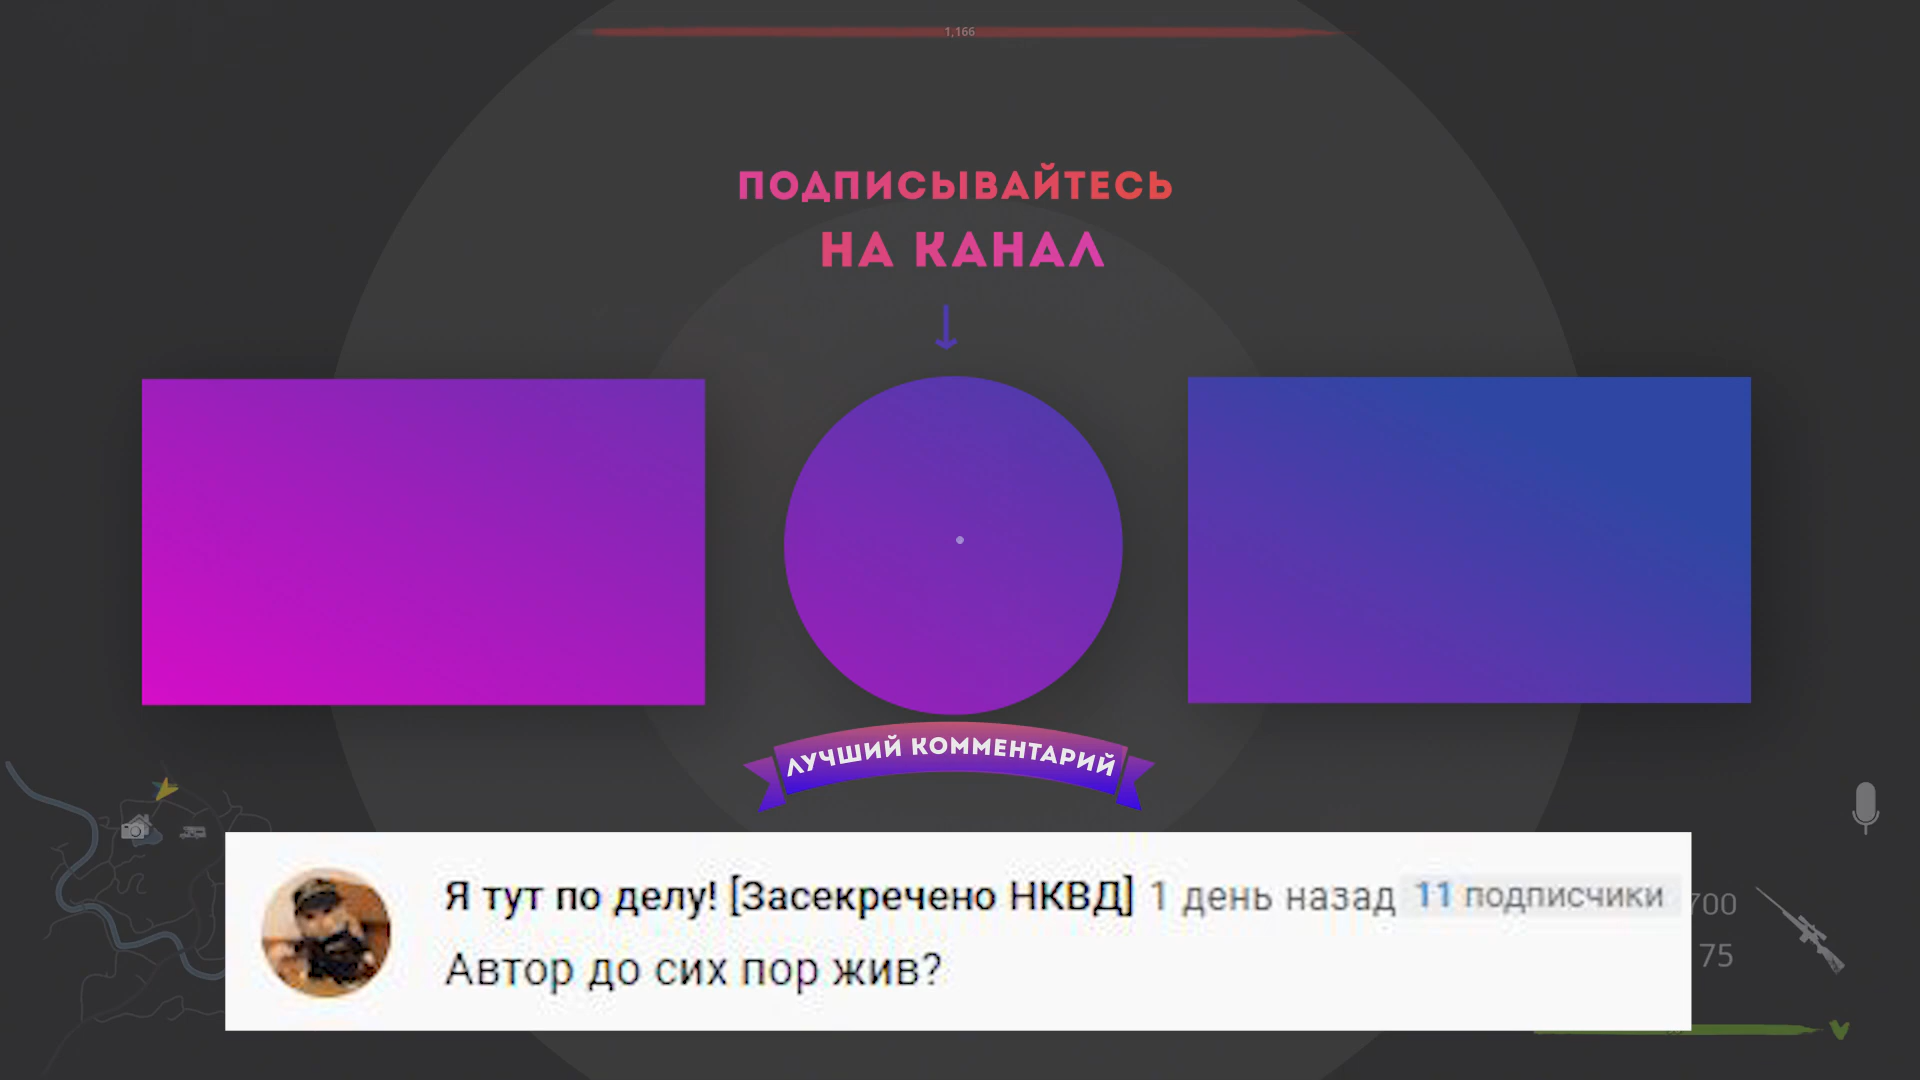 1,166
ПОДПИСЫВАЙТЕСЬ
НА КАНАЛ
ЛУЧШИЙ КОММЕНТАРИЙ
Я тут по делу! [Засекречено НКВД] 1 день назад 11 подписчики
Автор до сих пор жив?
700
75